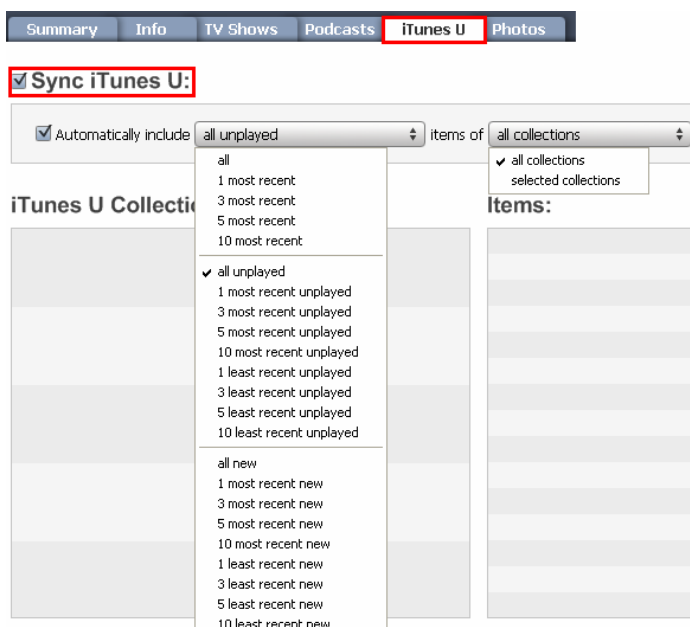 Summary Info TV Shows Podcasts iTunes U Photos
Sync iTunes U:
Automatically include all unplayed items of all collections
all
1 most recent
3 most recent
5 most recent
10 most recent
all unplayed
1 most recent unplayed
3 most recent unplayed
5 most recent unplayed
10 most recent unplayed
1 least recent unplayed
3 least recent unplayed
5 least recent unplayed
10 least recent unplayed
all new
1 most recent new
3 most recent new
5 most recent new
10 most recent new
1 least recent new
3 least recent new
5 least recent new
10 least recent new
all collections
selected collections
iTunes U Collecti
Items: